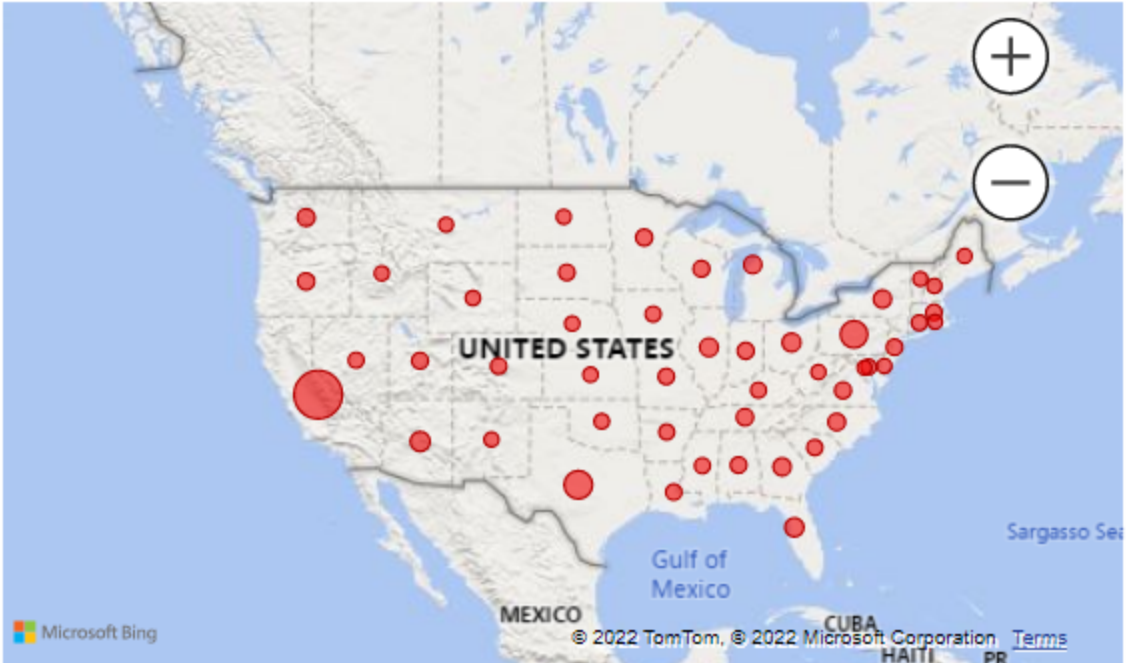 UNITED STATES
Sargasso Sea
Gulf of
Mexico
MEXICO
CUBA
Microsoft Bing
© 2022 TomTom, © 2022 Microsoft Corporation Terms
HAITI
PR